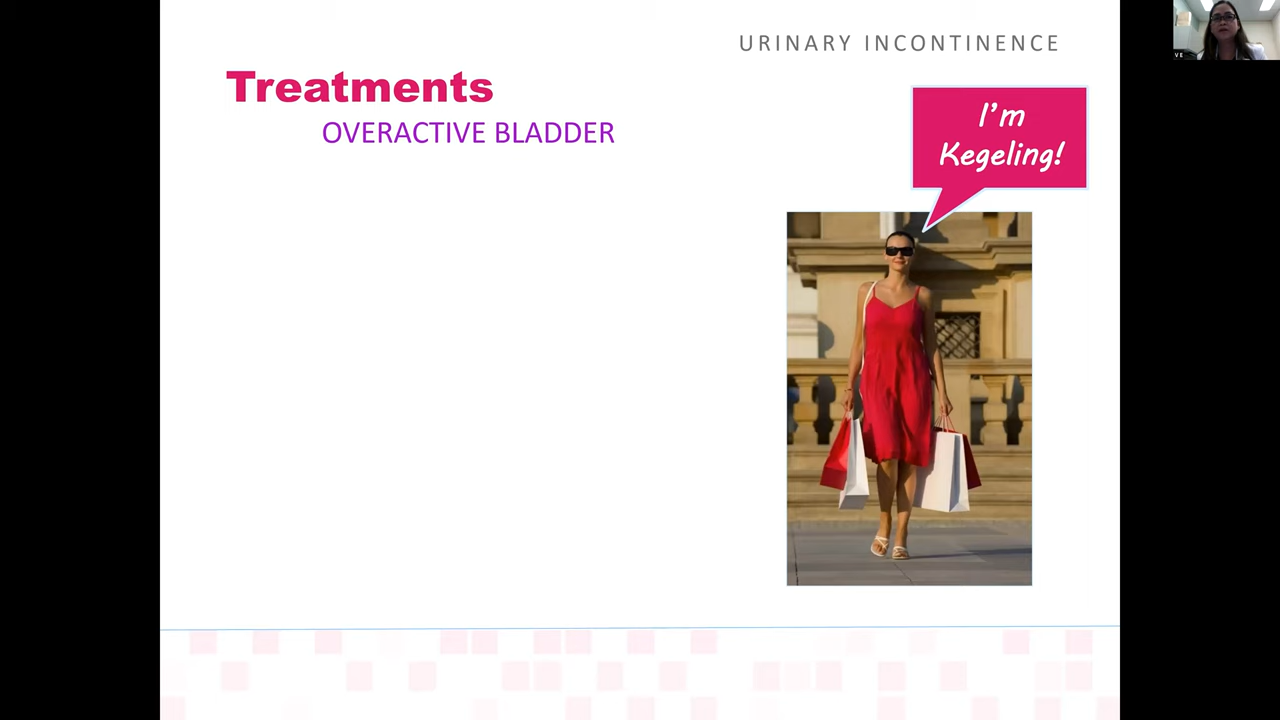 URINARY INCONTINENCE
Treatments
OVERACTIVE BLADDER
I'm
Kegeling!